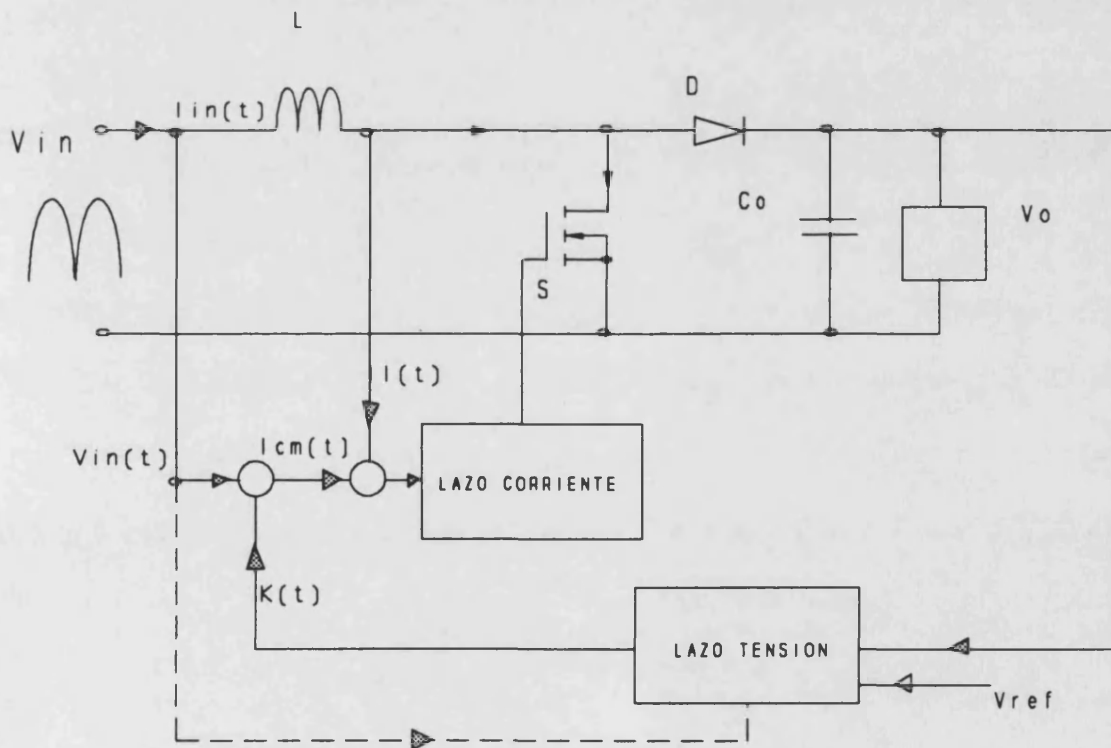 L
D
Iin(t)
Vin
Co
Vo
S
I(t)
Icm(t)
Vin(t)
LAZO CORRIENTE
K(t)
LAZO TENSION
Vref